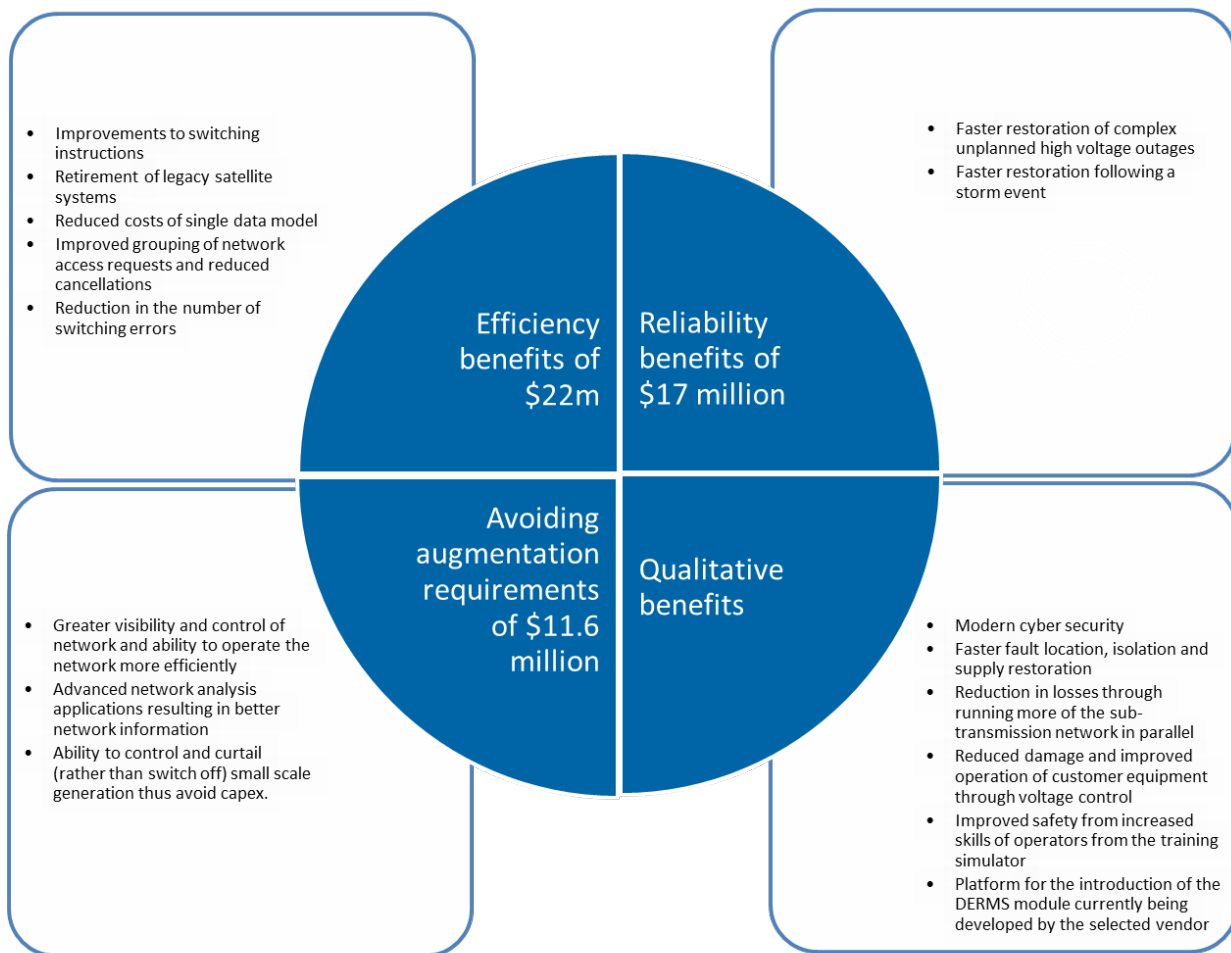 • Improvements to switching
instructions
• Retirement of legacy satellite
systems
• Reduced costs of single data model
• Improved grouping of network
access requests and reduced
cancellations
• Reduction in the number of
switching errors
• Faster restoration of complex
unplanned high voltage outages
• Faster restoration following a
storm event
Efficiency
benefits of
$22m
Reliability
benefits of
$17 million
Avoiding
augmentation
requirements
of $11.6
million
Qualitative
benefits
• Greater visibility and control of
network and ability to operate the
network more efficiently
• Advanced network analysis
applications resulting in better
network information
• Ability to control and curtail
(rather than switch off) small scale
generation thus avoid capex.
• Modern cyber security
• Faster fault location, isolation and
supply restoration
• Reduction in losses through
running more of the sub-
transmission network in parallel
• Reduced damage and improved
operation of customer equipment
through voltage control
• Improved safety from increased
skills of operators from the training
simulator
• Platform for the introduction of the
DERMS module currently being
developed by the selected vendor